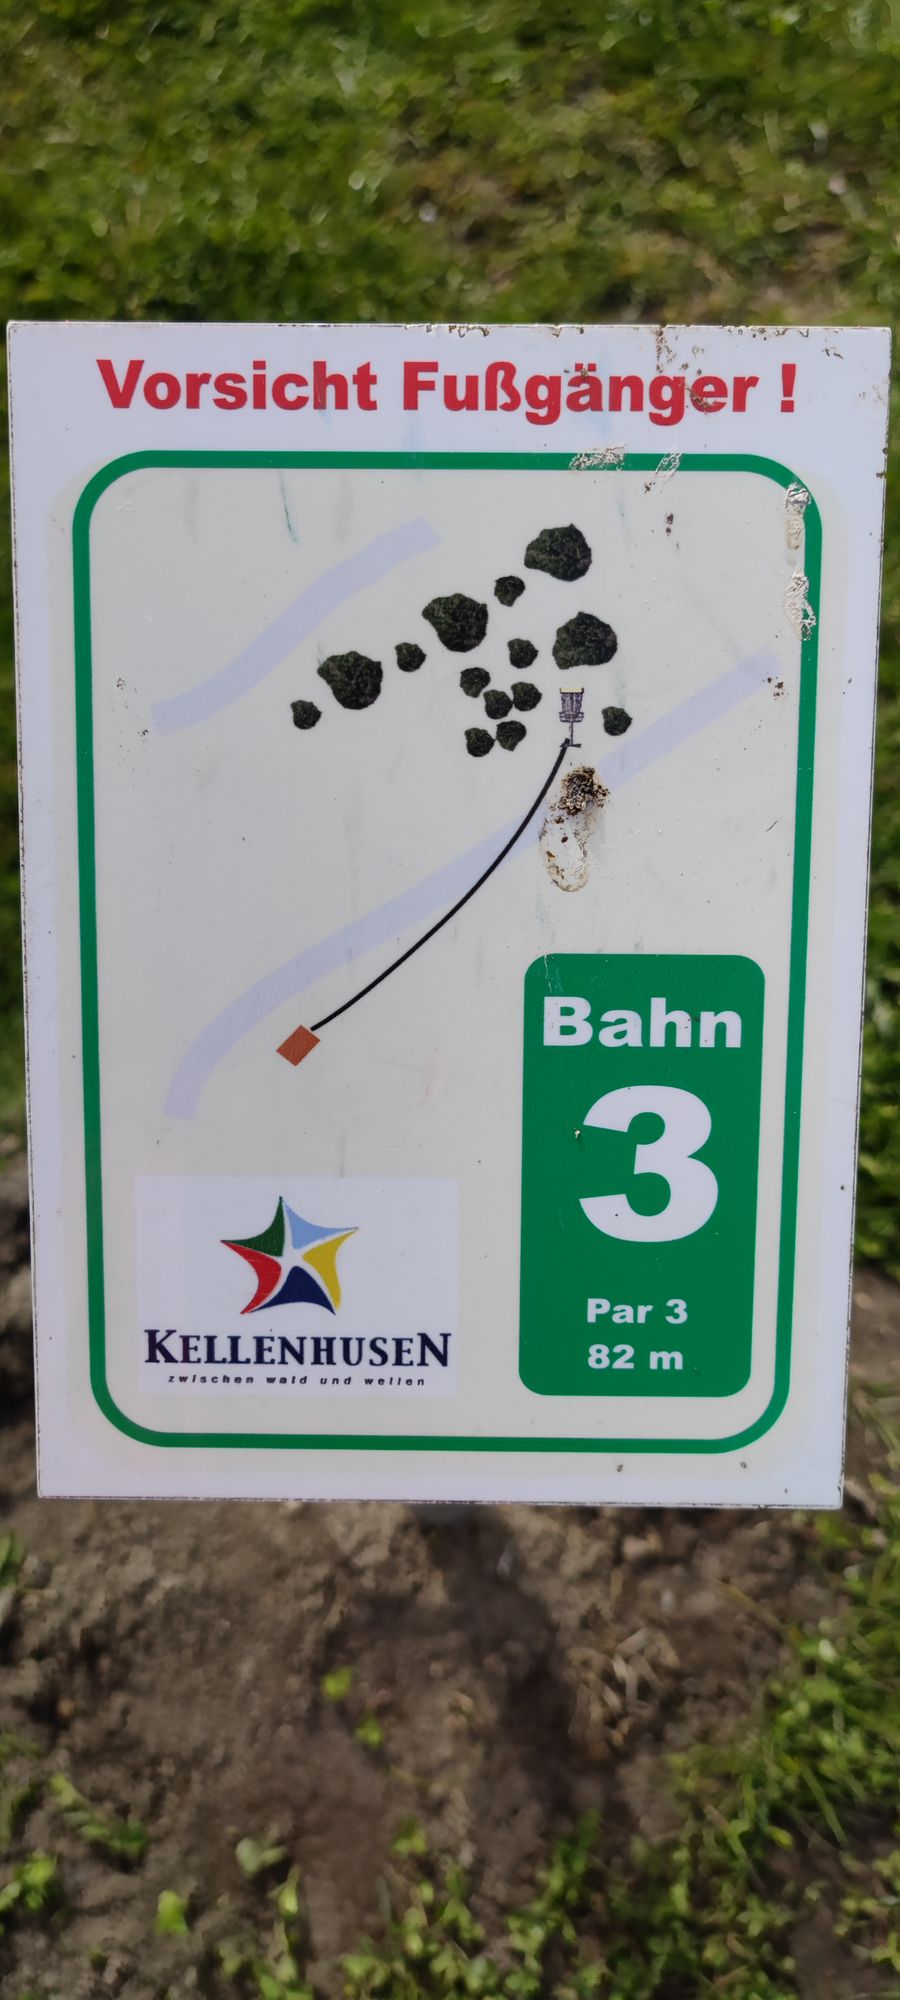 Vorsicht Fußgänger !
Bahn
3
Par 3
82 m
KELLENHUSEN
zwischen wald und wellen